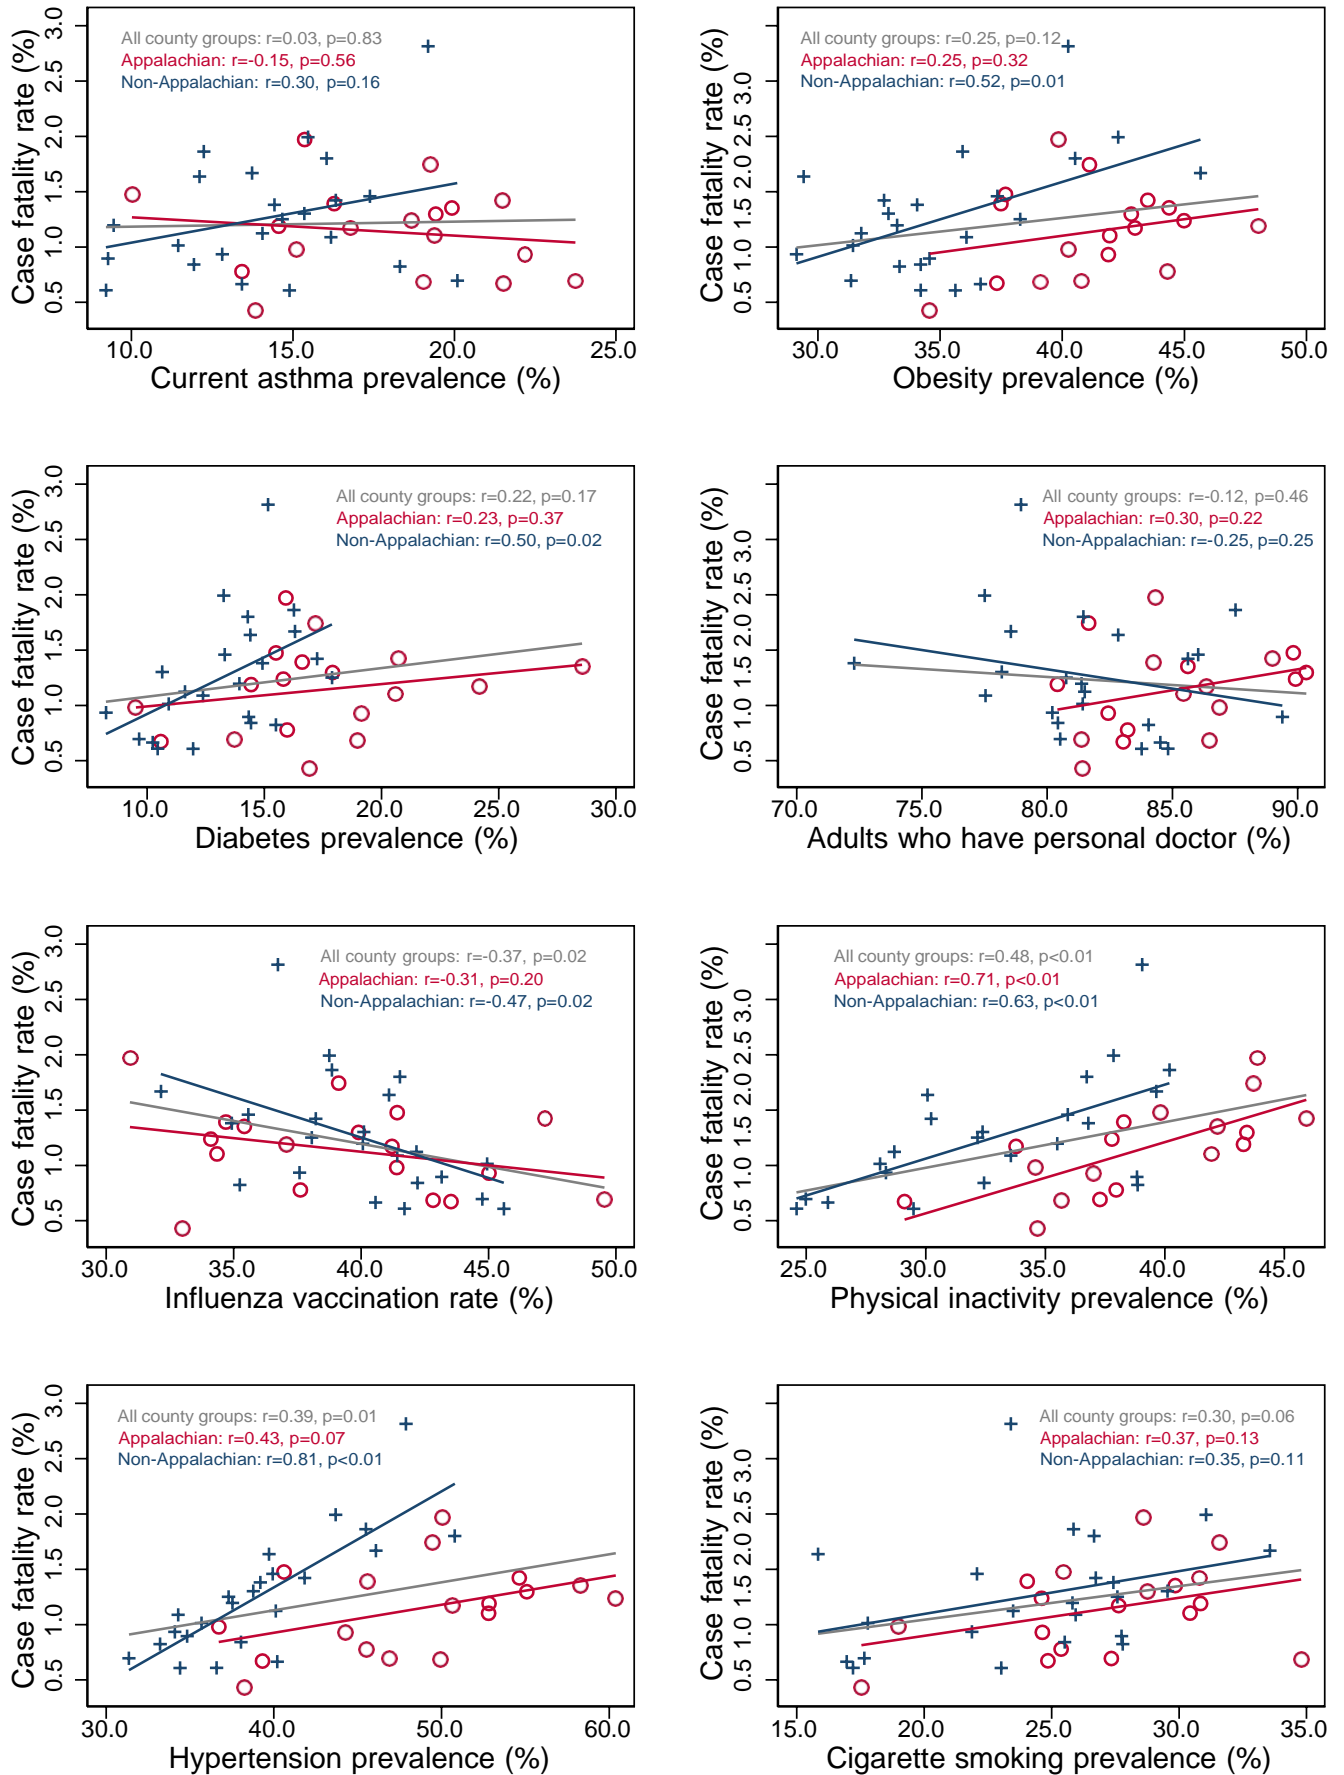 Case fatality rate (%)
3.0
2.5
2.0
1.5
1.0
0.5
All county groups: r=0.03, p=0.83
Appalachian: r=-0.15, p=0.56
Non-Appalachian: r=0.30, p=0.16
10.0 15.0 20.0 25.0
Current asthma prevalence (%)
Case fatality rate (%)
3.0
2.5
2.0
1.5
1.0
0.5
All county groups: r=0.25, p=0.12
Appalachian: r=0.25, p=0.32
Non-Appalachian: r=0.52, p=0.01
30.0 35.0 40.0 45.0 50.0
Obesity prevalence (%)
Case fatality rate (%)
3.0
2.5
2.0
1.5
1.0
0.5
All county groups: r=0.22, p=0.17
Appalachian: r=0.23, p=0.37
Non-Appalachian: r=0.50, p=0.02
10.0 15.0 20.0 25.0 30.0
Diabetes prevalence (%)
Case fatality rate (%)
3.0
2.5
2.0
1.5
1.0
0.5
All county groups: r=-0.12, p=0.46
Appalachian: r=0.30, p=0.22
Non-Appalachian: r=-0.25, p=0.25
70.0 75.0 80.0 85.0 90.0
Adults who have personal doctor (%)
Case fatality rate (%)
3.0
2.5
2.0
1.5
1.0
0.5
All county groups: r=-0.37, p=0.02
Appalachian: r=-0.31, p=0.20
Non-Appalachian: r=-0.47, p=0.02
30.0 35.0 40.0 45.0 50.0
Influenza vaccination rate (%)
Case fatality rate (%)
3.0
2.5
2.0
1.5
1.0
0.5
All county groups: r=0.48, p<0.01
Appalachian: r=0.71, p<0.01
Non-Appalachian: r=0.63, p<0.01
25.0 30.0 35.0 40.0 45.0
Physical inactivity prevalence (%)
Case fatality rate (%)
3.0
2.5
2.0
1.5
1.0
0.5
All county groups: r=0.39, p=0.01
Appalachian: r=0.43, p=0.07
Non-Appalachian: r=0.81, p<0.01
30.0 40.0 50.0 60.0
Hypertension prevalence (%)
Case fatality rate (%)
3.0
2.5
2.0
1.5
1.0
0.5
All county groups: r=0.30, p=0.06
Appalachian: r=0.37, p=0.13
Non-Appalachian: r=0.35, p=0.11
15.0 20.0 25.0 30.0 35.0
Cigarette smoking prevalence (%)